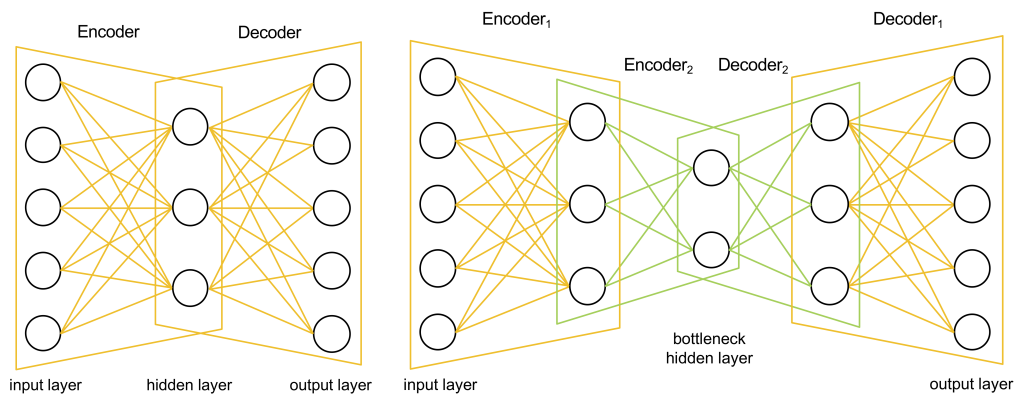 Encoder
Decoder
input layer
hidden layer
output layer
Encoder₁
Encoder₂
Decoder₂
Decoder₁
bottleneck
hidden layer
input layer
output layer